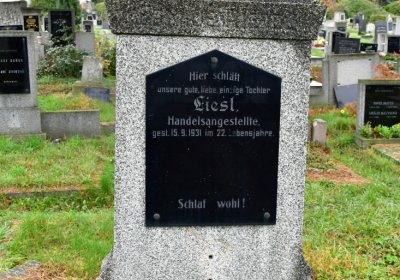 Hier schläft
unsere gute, liebe einzige Tochter
Liesl,
Handelsangestellte,
gest. 15.9.1931 im 22. Lebensjahre.
Schlaf wohl!